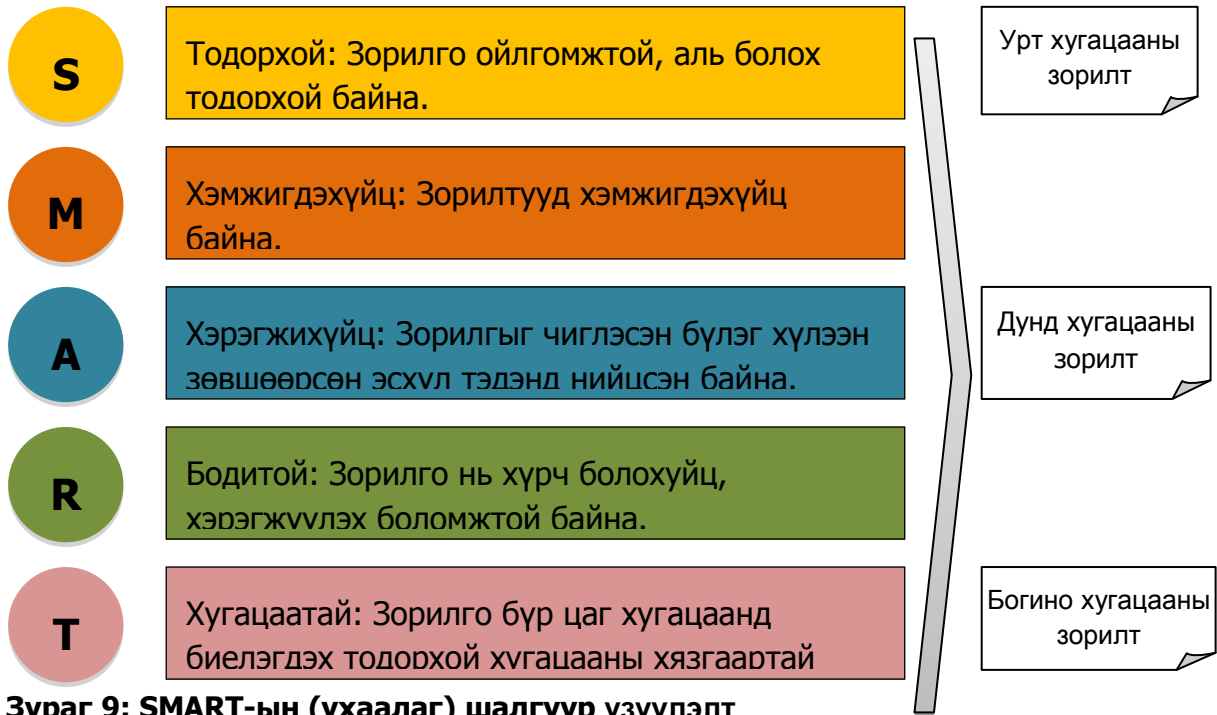 S
Тодорхой: Зорилго ойлгомжтой, аль болох
тодорхой байна.
M
Хэмжигдэхүйц: Зорилтууд хэмжигдэхүйц
байна.
A
Хэрэгжихүйц: Зорилгыг чиглэсэн бүлэг хүлээн
зөвшөөрсөн эсхүл тэдэнд нийцсэн байна.
R
Бодитой: Зорилго нь хүрч болохуйц,
хэрэгжүүлэх боломжтой байна.
T
Хугацаатай: Зорилго бүр цаг хугацаанд
биелэгдэх тодорхой хугацааны хязгаартай
Урт хугацааны
зорилт
Дунд хугацааны
зорилт
Богино хугацааны
зорилт
Зураг 9: SMART-ын (ухаалаг) шалгуур үзүүлэлт